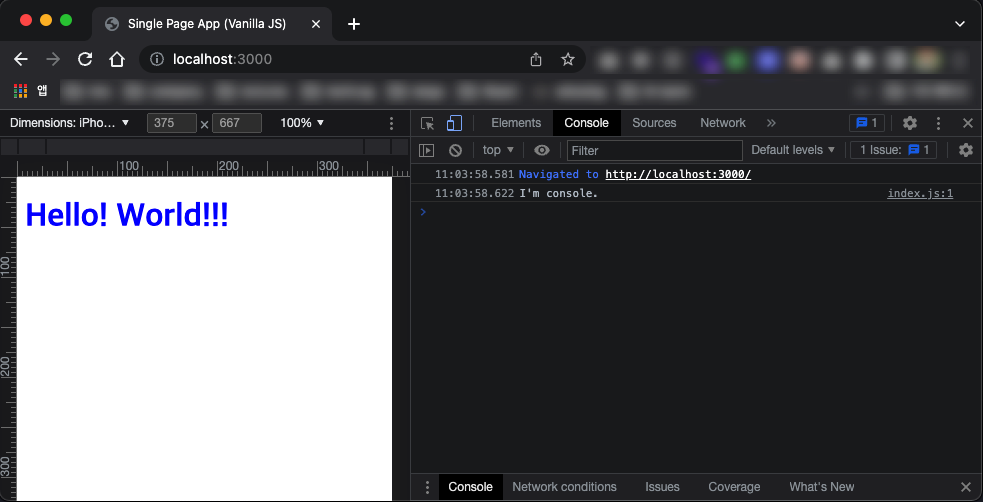 Single Page App (Vanilla JS)
localhost:3000
앱
Dimensions: iPho... 375 × 667 100%
Elements Console Sources Network 1
top Filter Default levels 1 Issue: 1
100 200 300
11:03:58.581 Navigated to http://localhost:3000/
11:03:58.622 I'm console. index.js:1
Hello! World!!!
100
200
300
Console Network conditions Issues Coverage What's New